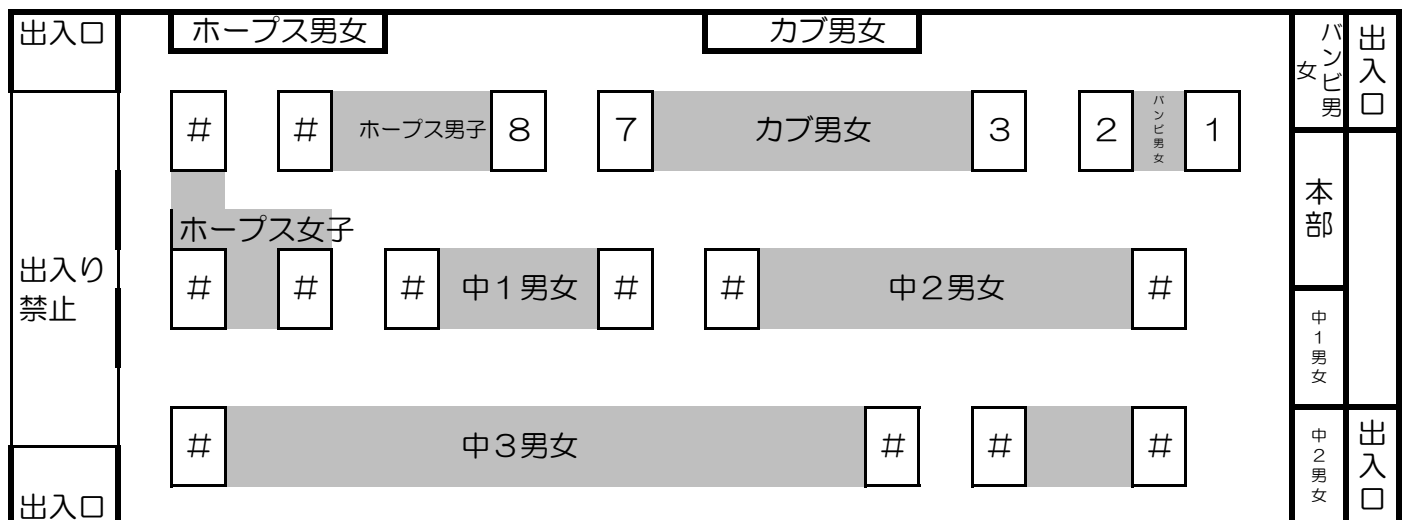 出入口
ホープス男女
カブ男女
バンビ男女
出入口
#
#
ホープス男子
8
7
カブ男女
3
2
バンビ男女
1
本部
ホープス女子
出入り
禁止
#
#
#
中1男女
#
#
中2男女
#
中1男女
#
中3男女
#
#
#
中2男女
出入口
出入口